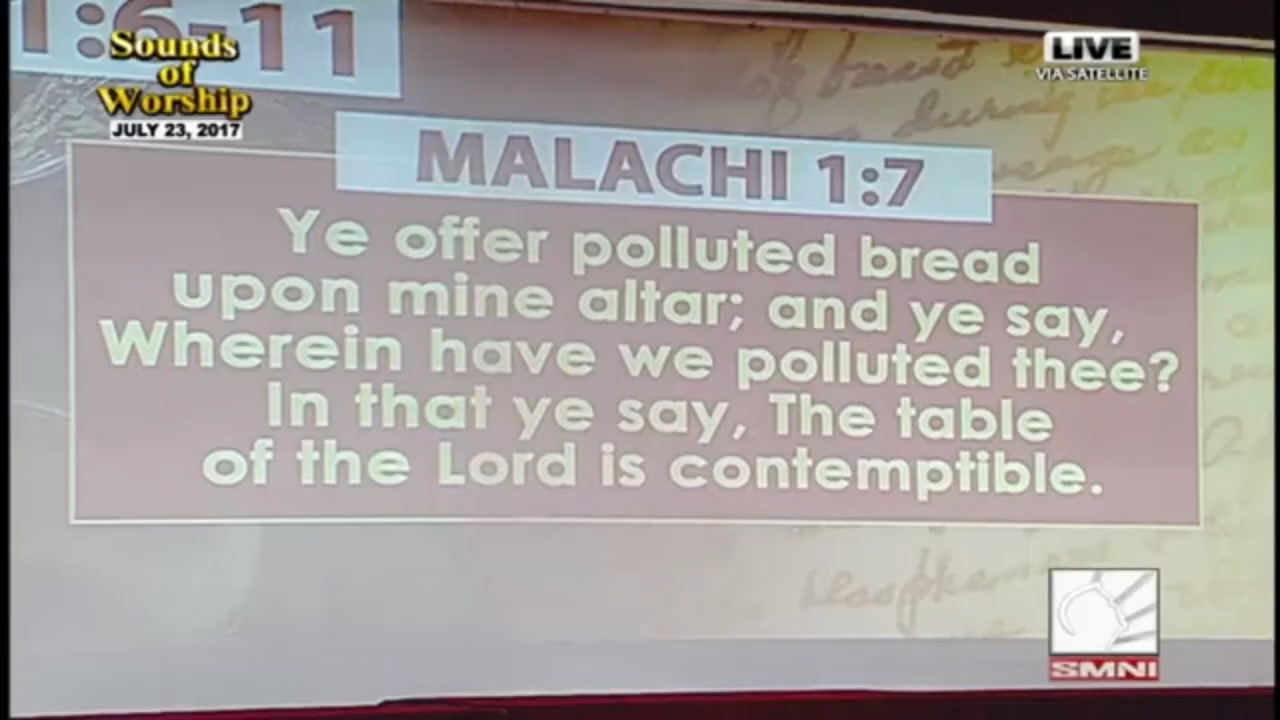 1:6-11
Sounds
of
Worship
JULY 23, 2017
LIVE
VIA SATELLITE
MALACHI 1:7
Ye offer polluted bread
upon mine altar; and ye say,
Wherein have we polluted thee?
In that ye say, The table
of the Lord is contemptible.
SMNI